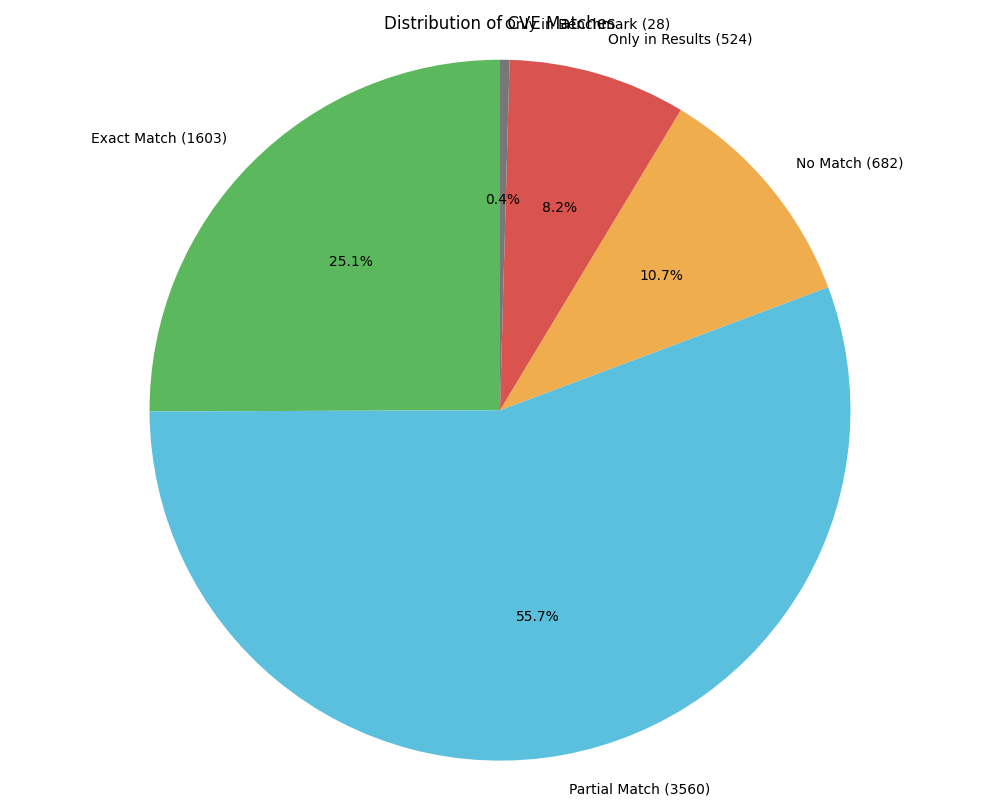 Distribution of CVE Matches
Only in Benchmark (28)
Only in Results (524)
Exact Match (1603)
No Match (682)
0.4%
8.2%
25.1%
10.7%
55.7%
Partial Match (3560)